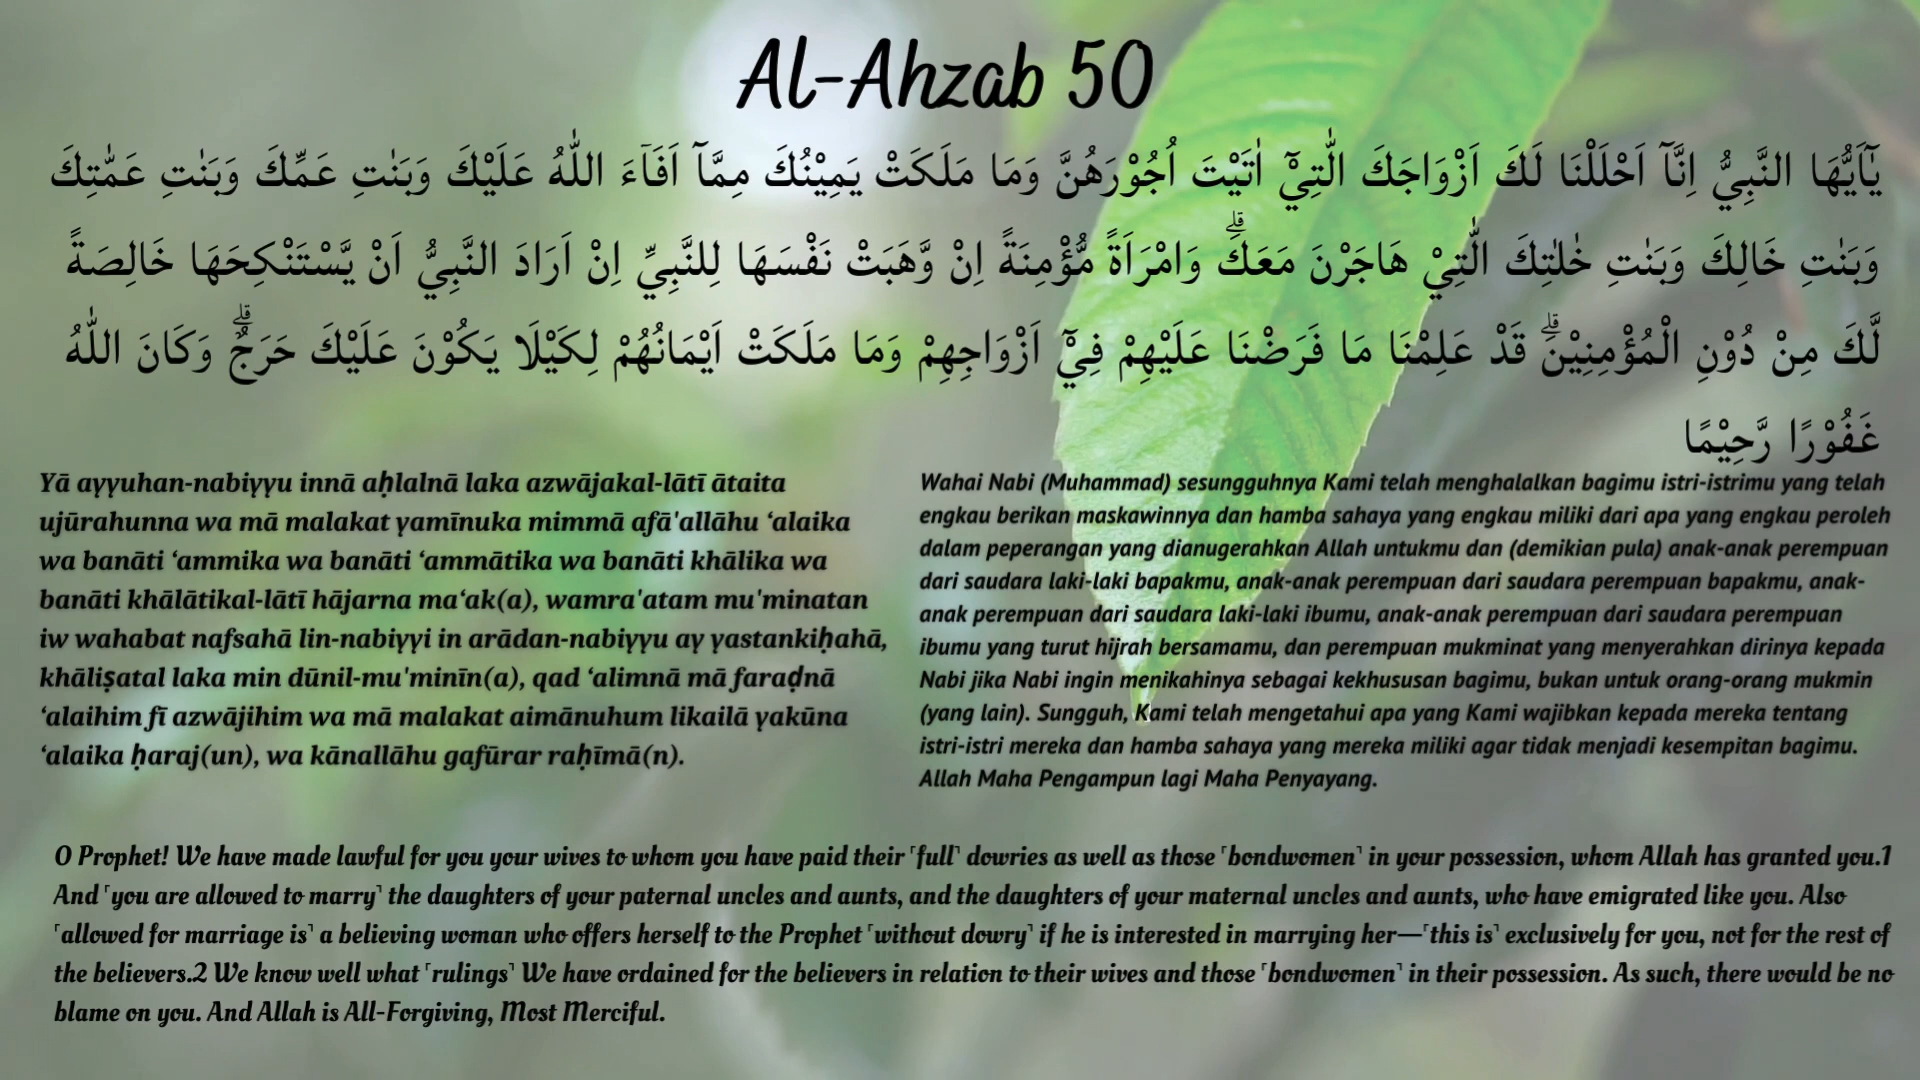 Al-Ahzab 50
يٰٓاَيُّهَا النَّبِيُّ اِنَّآ اَحْلَلْنَا لَكَ اَزْوَاجَكَ الّٰتِيْٓ اٰتَيْتَ اُجُوْرَهُنَّ وَمَا مَلَكَتْ يَمِيْنُكَ مِمَّآ اَفَاۤءَ اللّٰهُ عَلَيْكَ وَبَنٰتِ عَمِّكَ وَبَنٰتِ عَمّٰتِكَ
وَبَنٰتِ خَالِكَ وَبَنٰتِ خٰلٰتِكَ الّٰتِيْ هَاجَرْنَ مَعَكَۗ وَامْرَاَةً مُّؤْمِنَةً اِنْ وَّهَبَتْ نَفْسَهَا لِلنَّبِيِّ اِنْ اَرَادَ النَّبِيُّ اَنْ يَّسْتَنْكِحَهَا خَالِصَةً
لَّكَ مِنْ دُوْنِ الْمُؤْمِنِيْنَۗ قَدْ عَلِمْنَا مَا فَرَضْنَا عَلَيْهِمْ فِيْٓ اَزْوَاجِهِمْ وَمَا مَلَكَتْ اَيْمَانُهُمْ لِكَيْلَا يَكُوْنَ عَلَيْكَ حَرَجٌۗ وَكَانَ اللّٰهُ
غَفُوْرًا رَّحِيْمًا
Yā ayyuhan-nabiyyu innā aḥlalnā laka azwājakal-lātī ātaita
ujūrahunna wa mā malakat yamīnuka mimmā afā'allāhu ‘alaika
wa banāti ‘ammika wa banāti ‘ammātika wa banāti khālika wa
banāti khālātikal-lātī hājarna ma‘ak(a), wamra'atam mu'minatan
iw wahabat nafsahā lin-nabiyyi in arādan-nabiyyu ay yastankiḥahā,
khāliṣatal laka min dūnil-mu'minīn(a), qad ‘alimnā mā faraḍnā
‘alaihim fī azwājihim wa mā malakat aimānuhum likailā yakūna
‘alaika ḥaraj(un), wa kānallāhu gafūrar raḥīmā(n).
Wahai Nabi (Muhammad) sesungguhnya Kami telah menghalalkan bagimu istri-istrimu yang telah
engkau berikan maskawinnya dan hamba sahaya yang engkau miliki dari apa yang engkau peroleh
dalam peperangan yang dianugerahkan Allah untukmu dan (demikian pula) anak-anak perempuan
dari saudara laki-laki bapakmu, anak-anak perempuan dari saudara perempuan bapakmu, anak-
anak perempuan dari saudara laki-laki ibumu, anak-anak perempuan dari saudara perempuan
ibumu yang turut hijrah bersamamu, dan perempuan mukminat yang menyerahkan dirinya kepada
Nabi jika Nabi ingin menikahinya sebagai kekhususan bagimu, bukan untuk orang-orang mukmin
(yang lain). Sungguh, Kami telah mengetahui apa yang Kami wajibkan kepada mereka tentang
istri-istri mereka dan hamba sahaya yang mereka miliki agar tidak menjadi kesempitan bagimu.
Allah Maha Pengampun lagi Maha Penyayang.
O Prophet! We have made lawful for you your wives to whom you have paid their ˹full˺ dowries as well as those ˹bondwomen˺ in your possession, whom Allah has granted you.1
And ˹you are allowed to marry˺ the daughters of your paternal uncles and aunts, and the daughters of your maternal uncles and aunts, who have emigrated like you. Also
˹allowed for marriage is˺ a believing woman who offers herself to the Prophet ˹without dowry˺ if he is interested in marrying her—˹this is˺ exclusively for you, not for the rest of
the believers.2 We know well what ˹rulings˺ We have ordained for the believers in relation to their wives and those ˹bondwomen˺ in their possession. As such, there would be no
blame on you. And Allah is All-Forgiving, Most Merciful.